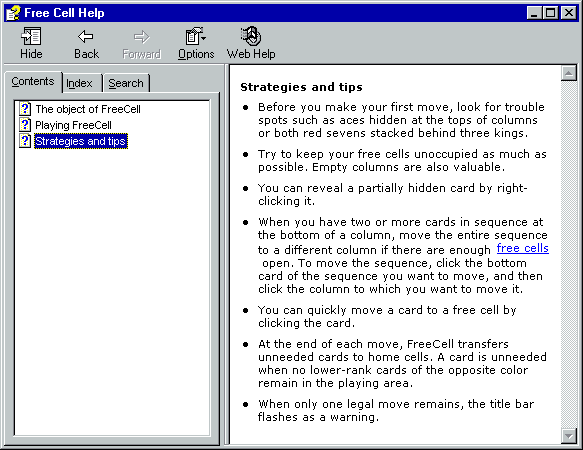 Free Cell Help
Hide Back Forward Options Web Help
Contents Index Search
The object of FreeCell
Playing FreeCell
Strategies and tips
Strategies and tips
Before you make your first move, look for trouble
spots such as aces hidden at the tops of columns
or both red sevens stacked behind three kings.
Try to keep your free cells unoccupied as much as
possible. Empty columns are also valuable.
You can reveal a partially hidden card by right-
clicking it.
When you have two or more cards in sequence at
the bottom of a column, move the entire sequence
to a different column if there are enough free cells
open. To move the sequence, click the bottom
card of the sequence you want to move, and then
click the column to which you want to move it.
You can quickly move a card to a free cell by
clicking the card.
At the end of each move, FreeCell transfers
unneeded cards to home cells. A card is unneeded
when no lower-rank cards of the opposite color
remain in the playing area.
When only one legal move remains, the title bar
flashes as a warning.